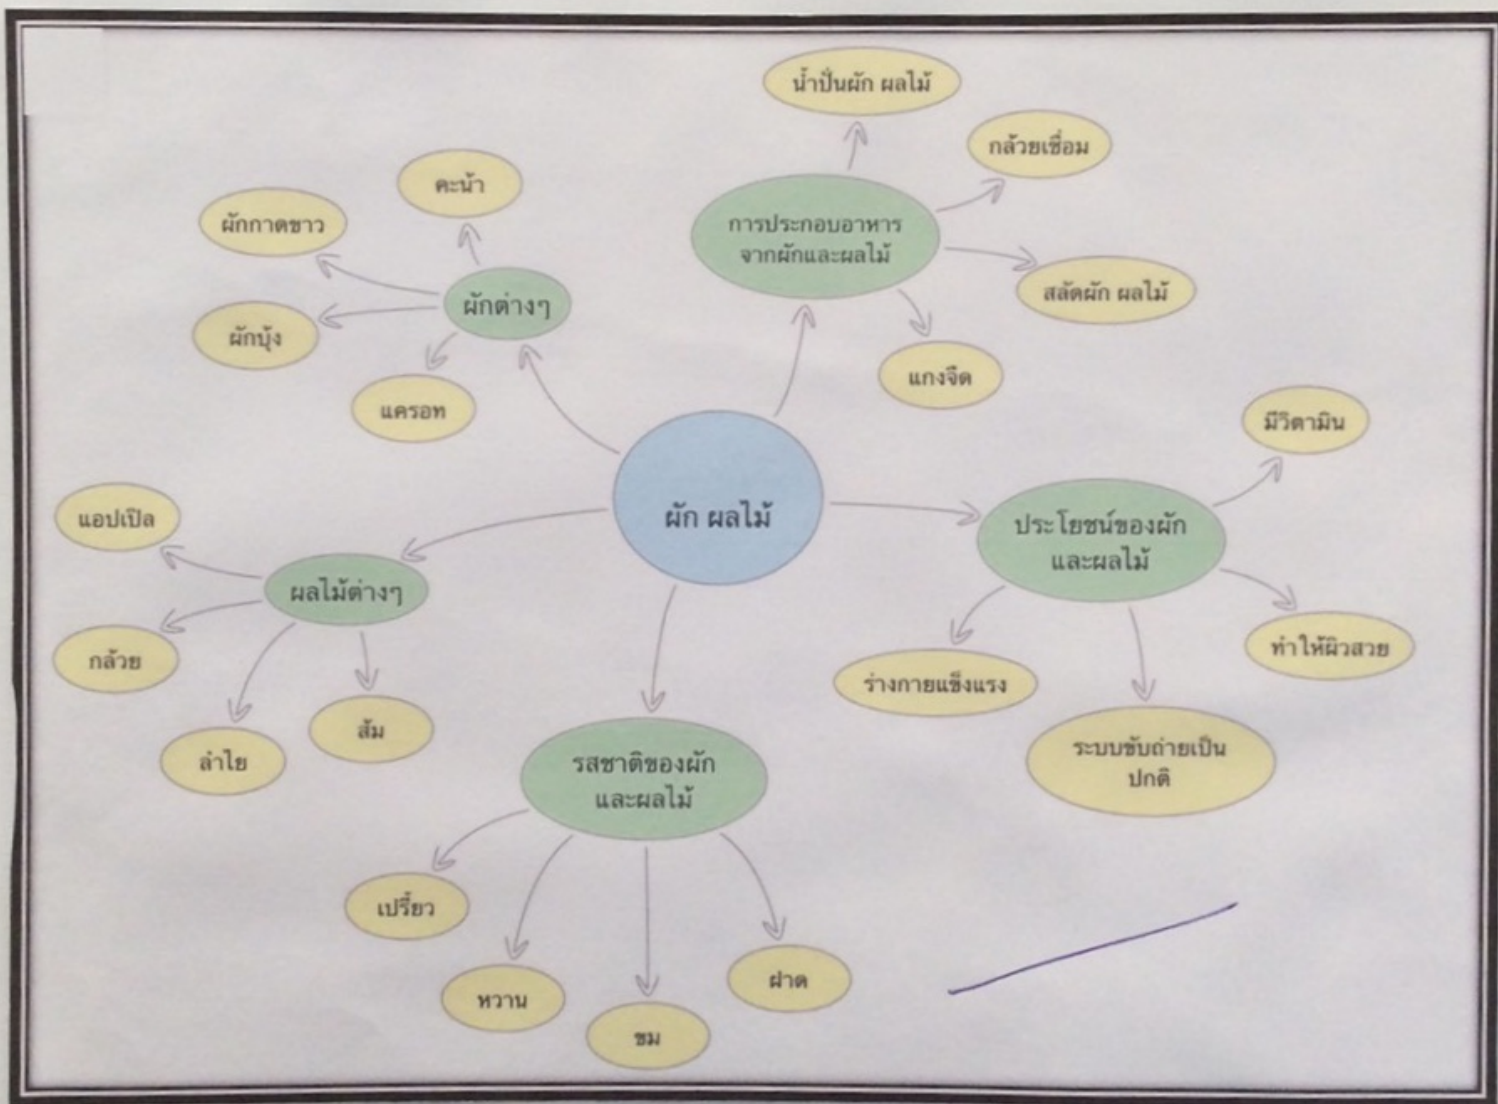 น้ำปั่นผัก ผลไม้
กล้วยเชื่อม
คะน้า
ผักกาดขาว
การประกอบอาหาร
จากผักและผลไม้
สลัดผัก ผลไม้
ผักต่างๆ
ผักบุ้ง
แกงจืด
แครอท
มีวิตามิน
ผัก ผลไม้
แอปเปิล
ประโยชน์ของผัก
และผลไม้
ผลไม้ต่างๆ
กล้วย
ทำให้ผิวสวย
ร่างกายแข็งแรง
ส้ม
ลำไย
ระบบขับถ่ายเป็น
ปกติ
รสชาติของผัก
และผลไม้
เปรี้ยว
หวาน
ฝาด
ขม